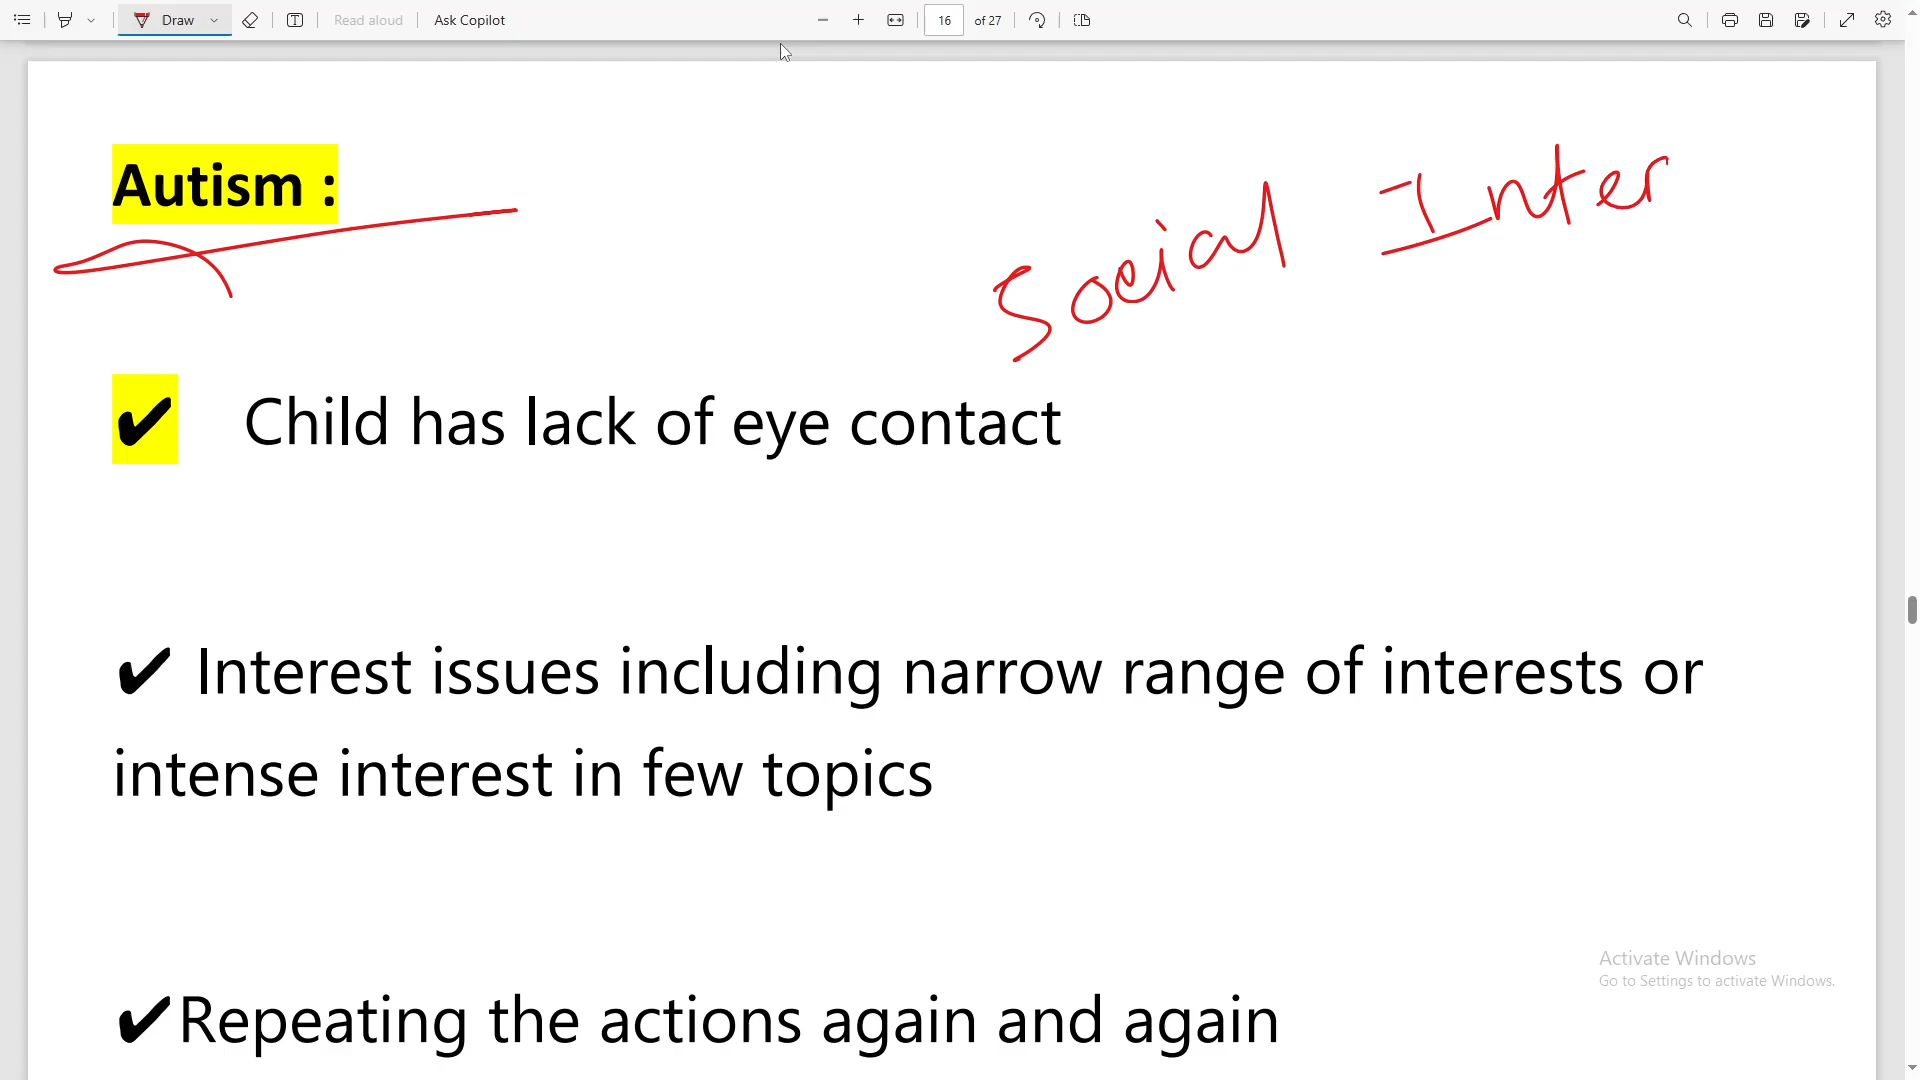 Draw
Read aloud
Ask Copilot
16 of 27
Autism :
Social Inter
✔ Child has lack of eye contact
✔ Interest issues including narrow range of interests or
intense interest in few topics
✔Repeating the actions again and again
Activate Windows
Go to Settings to activate Windows.